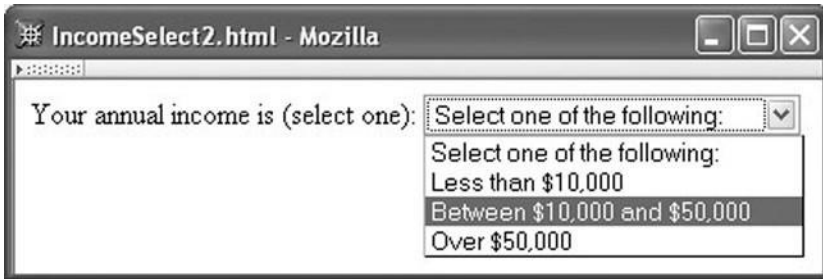 IncomeSelect2.html - Mozilla
Your annual income is (select one): Select one of the following:
Select one of the following:
Less than $10,000
Between $10,000 and $50,000
Over $50,000